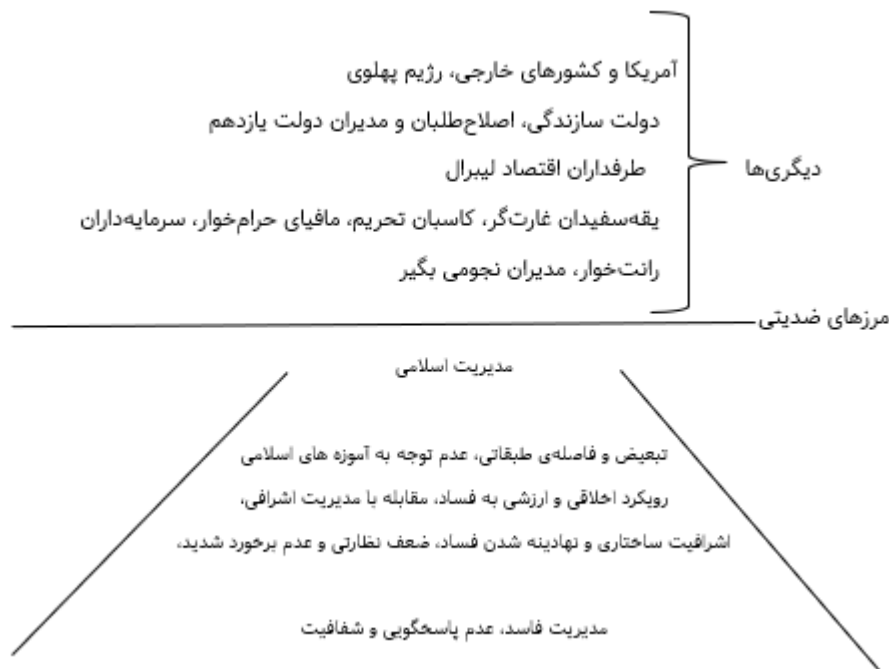 آمریکا و کشورهای خارجی، رژیم پهلوی
دولت سازندگی، اصلاح‌طلبان و مدیران دولت یازدهم
دیگری‌ها
طرفداران اقتصاد لیبرال
یقه‌سفیدان غارت‌گر، کاسبان تحریم، مافیای حرام‌خوار، سرمایه‌داران
رانت‌خوار، مدیران نجومی بگیر
مرزهای ضدیتی
مدیریت اسلامی
تبعیض و فاصله‌ی طبقاتی، عدم توجه به آموزه های اسلامی
رویکرد اخلاقی و ارزشی به فساد، مقابله با مدیریت اشرافی،
اشرافیت ساختاری و نهادینه شدن فساد، ضعف نظارتی و عدم برخورد شدید،
مدیریت فاسد، عدم پاسخگویی و شفافیت